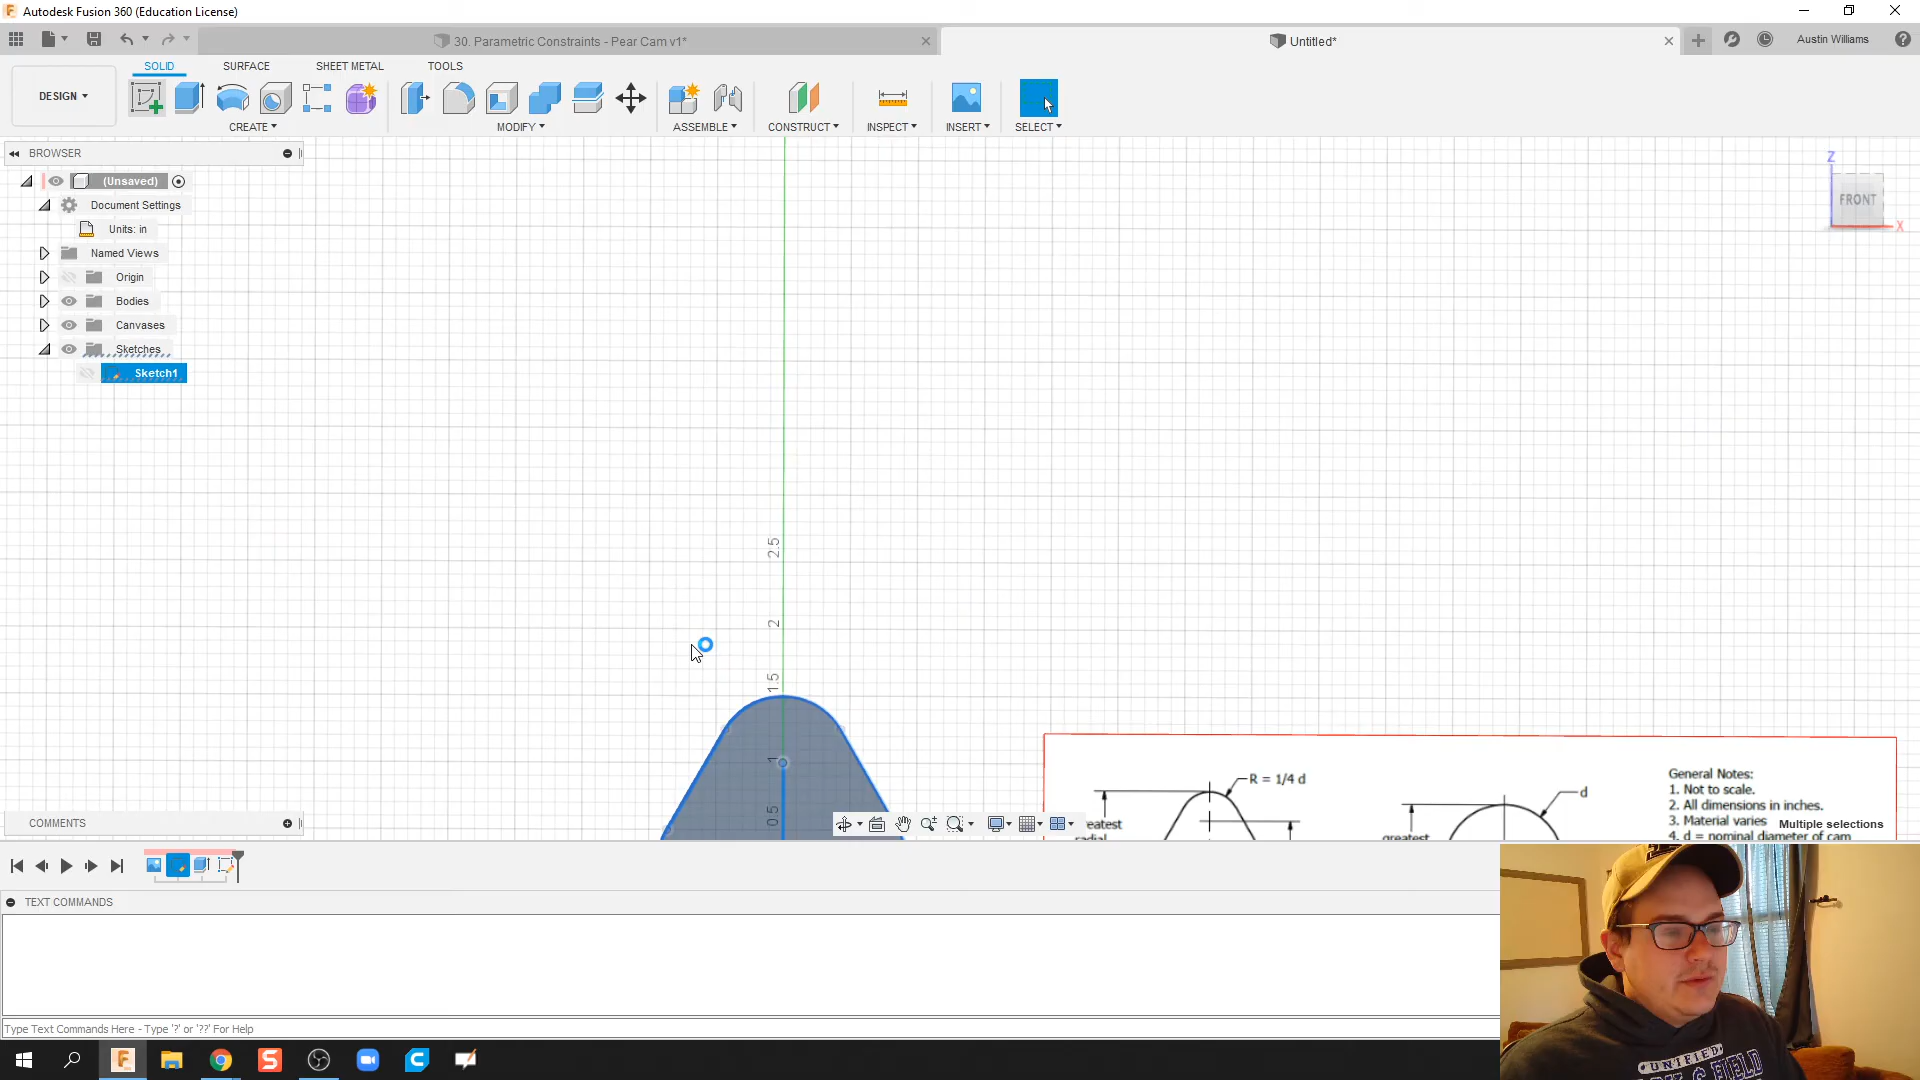 Autodesk Fusion 360 (Education License)
30. Parametric Constraints - Pear Cam v1*
Untitled*
Austin Williams
DESIGN
SOLID
SURFACE
SHEET METAL
TOOLS
CREATE
MODIFY
ASSEMBLE
CONSTRUCT
INSPECT
INSERT
SELECT
BROWSER
(Unsaved)
Document Settings
Units: in
Named Views
Origin
Bodies
Canvases
Sketches
Sketch1
Z
FRONT
X
2.5
2
1.5
1
0.5
R = 1/4 d
d
General Notes:
1. Not to scale.
2. All dimensions in inches.
3. Material varies
4. d = nominal diameter of cam
Multiple selections
COMMENTS
TEXT COMMANDS
Type Text Commands Here - Type '?' or '??' For Help
UNIFIED
FIELD